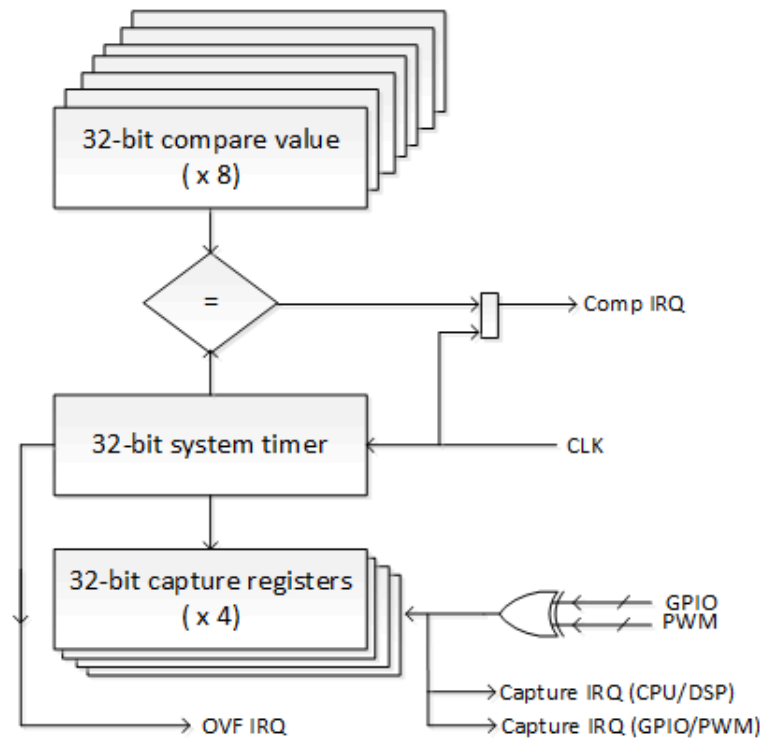 32-bit compare value
( x 8)
=
Comp IRQ
32-bit system timer
CLK
32-bit capture registers
( x 4)
GPIO
PWM
Capture IRQ (CPU/DSP)
Capture IRQ (GPIO/PWM)
OVF IRQ